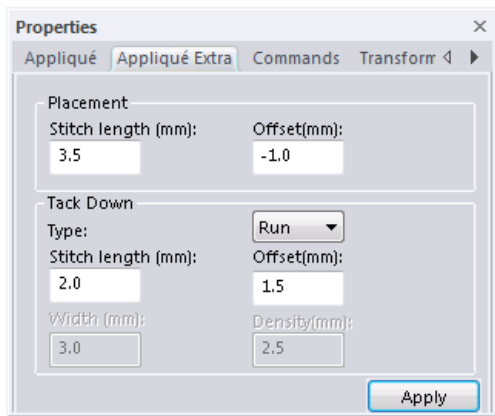 Properties
Appliqué Appliqué Extra Commands Transform
Placement
Stitch length (mm): Offset(mm):
3.5 -1.0
Tack Down
Type: Run
Stitch length (mm): Offset(mm):
2.0 1.5
Width (mm): Density(mm):
3.0 2.5
Apply